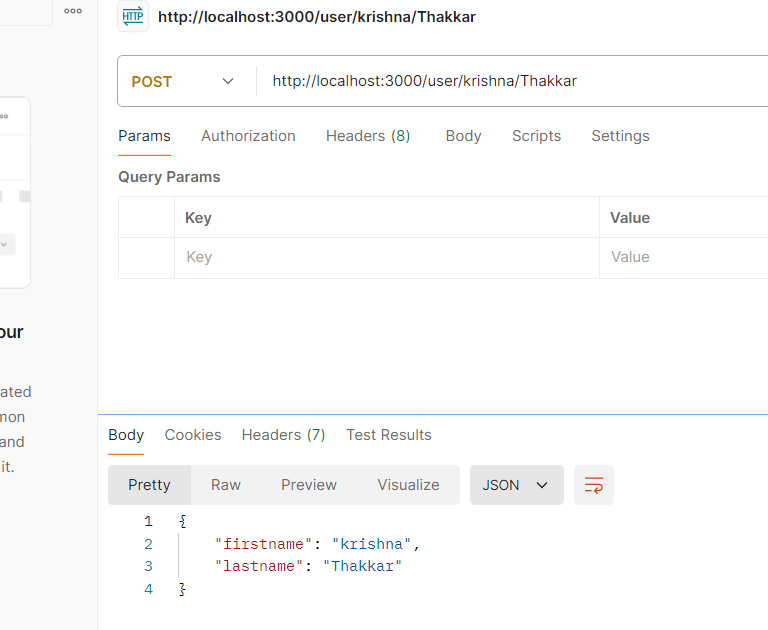 HTTP http://localhost:3000/user/krishna/Thakkar
POST http://localhost:3000/user/krishna/Thakkar
Params Authorization Headers (8) Body Scripts Settings
Query Params
Key Value
Key Value
our
ated
mon
and
it.
Body Cookies Headers (7) Test Results
Pretty Raw Preview Visualize JSON
1 {
2 "firstname": "krishna",
3 "lastname": "Thakkar"
4 }